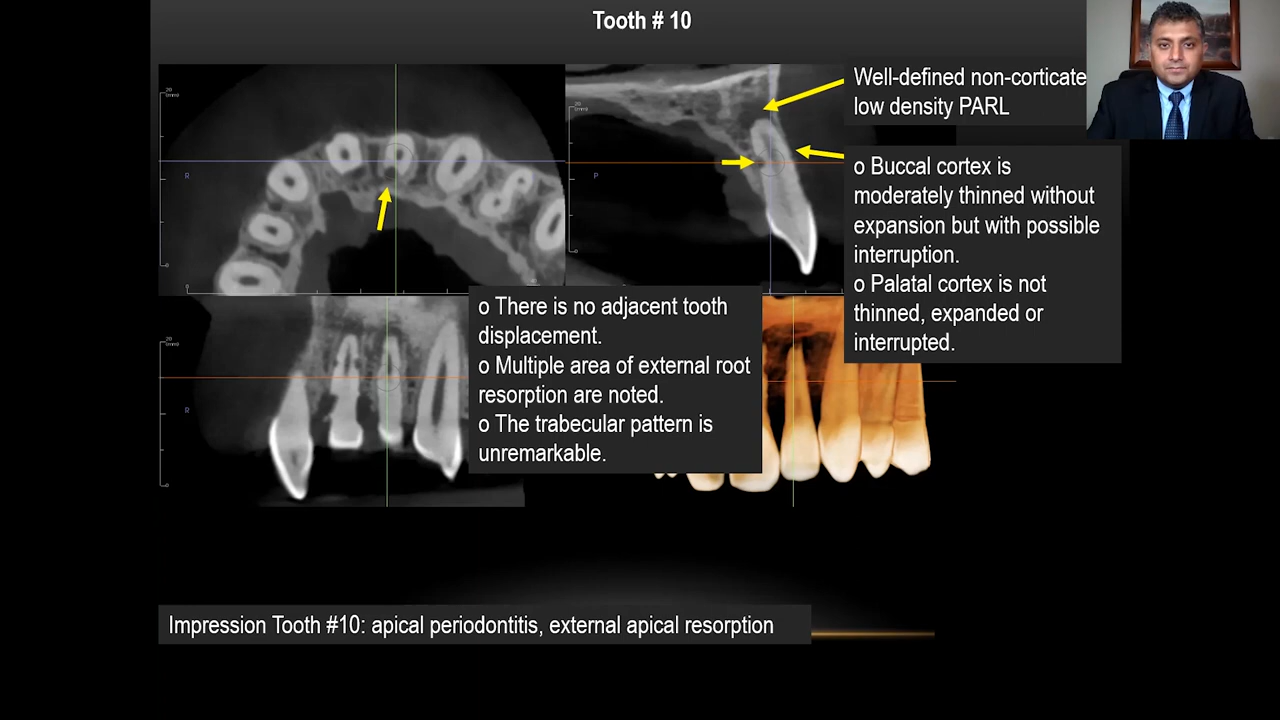 Tooth # 10
Well-defined non-corticate
low density PARL
o Buccal cortex is
moderately thinned without
expansion but with possible
interruption.
o Palatal cortex is not
thinned, expanded or
interrupted.
o There is no adjacent tooth
displacement.
o Multiple area of external root
resorption are noted.
o The trabecular pattern is
unremarkable.
R
P
R
Impression Tooth #10: apical periodontitis, external apical resorption